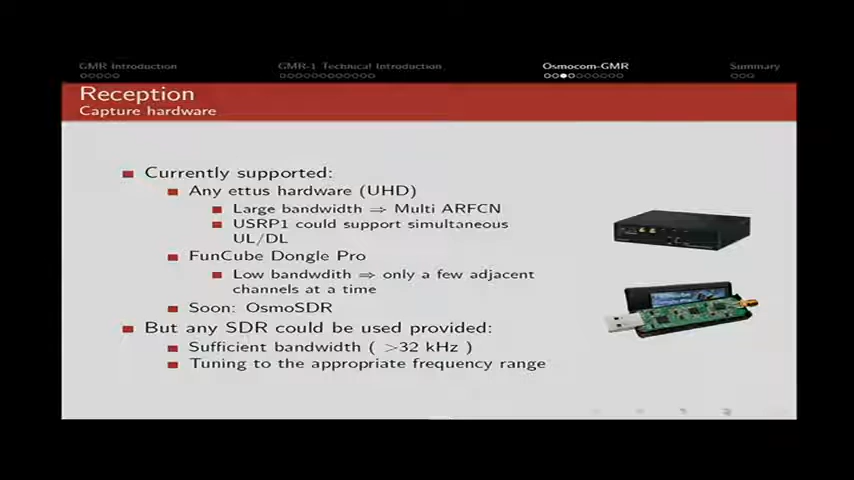 GMR Introduction
GMR-1 Technical Introduction
Osmocom-GMR
Summary
Reception
Capture hardware
Currently supported:
Any ettus hardware (UHD)
Large bandwidth ⇒ Multi ARFCN
USRP1 could support simultaneous
UL/DL
FunCube Dongle Pro
Low bandwdith ⇒ only a few adjacent
channels at a time
Soon: OsmoSDR
But any SDR could be used provided:
Sufficient bandwidth ( >32 kHz )
Tuning to the appropriate frequency range